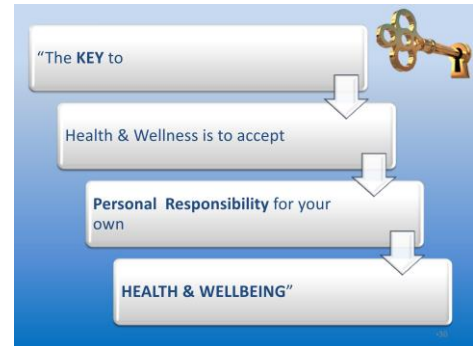 “The KEY to
Health & Wellness is to accept
Personal Responsibility for your
own
HEALTH & WELLBEING”